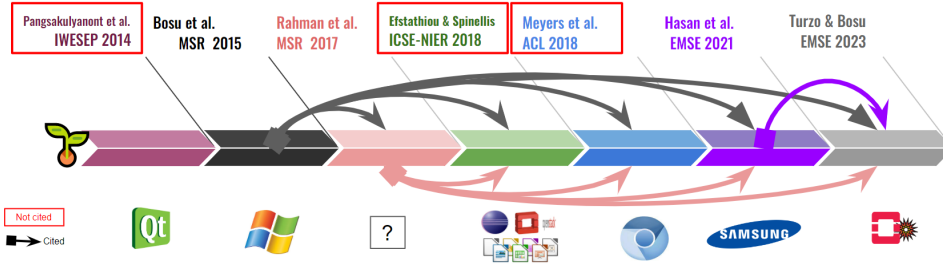 Pangsakulyanont et al.
IWESEP 2014
Bosu et al.
MSR 2015
Rahman et al.
MSR 2017
Efstathiou & Spinellis
ICSE-NIER 2018
Meyers et al.
ACL 2018
Hasan et al.
EMSE 2021
Turzo & Bosu
EMSE 2023
Not cited
Cited
Qt
?
SAMSUNG